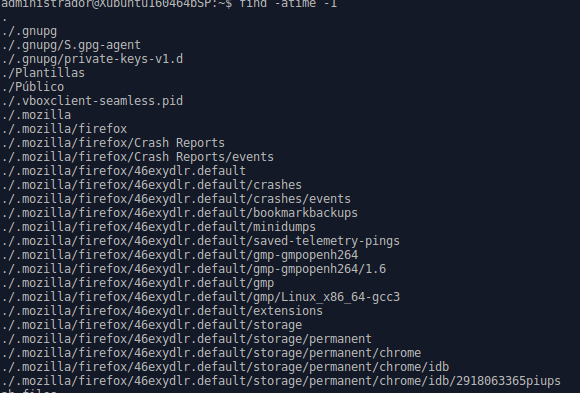 administrador@Xubuntu160464bSP:~$ find -atime -1
.
./.gnupg
./.gnupg/S.gpg-agent
./.gnupg/private-keys-v1.d
./Plantillas
./Público
./.vboxclient-seamless.pid
./.mozilla
./.mozilla/firefox
./.mozilla/firefox/Crash Reports
./.mozilla/firefox/Crash Reports/events
./.mozilla/firefox/46exydlr.default
./.mozilla/firefox/46exydlr.default/crashes
./.mozilla/firefox/46exydlr.default/crashes/events
./.mozilla/firefox/46exydlr.default/bookmarkbackups
./.mozilla/firefox/46exydlr.default/minidumps
./.mozilla/firefox/46exydlr.default/saved-telemetry-pings
./.mozilla/firefox/46exydlr.default/gmp-gmpopenh264
./.mozilla/firefox/46exydlr.default/gmp-gmpopenh264/1.6
./.mozilla/firefox/46exydlr.default/gmp
./.mozilla/firefox/46exydlr.default/gmp/Linux_x86_64-gcc3
./.mozilla/firefox/46exydlr.default/extensions
./.mozilla/firefox/46exydlr.default/storage
./.mozilla/firefox/46exydlr.default/storage/permanent
./.mozilla/firefox/46exydlr.default/storage/permanent/chrome
./.mozilla/firefox/46exydlr.default/storage/permanent/chrome/idb
./.mozilla/firefox/46exydlr.default/storage/permanent/chrome/idb/2918063365piups